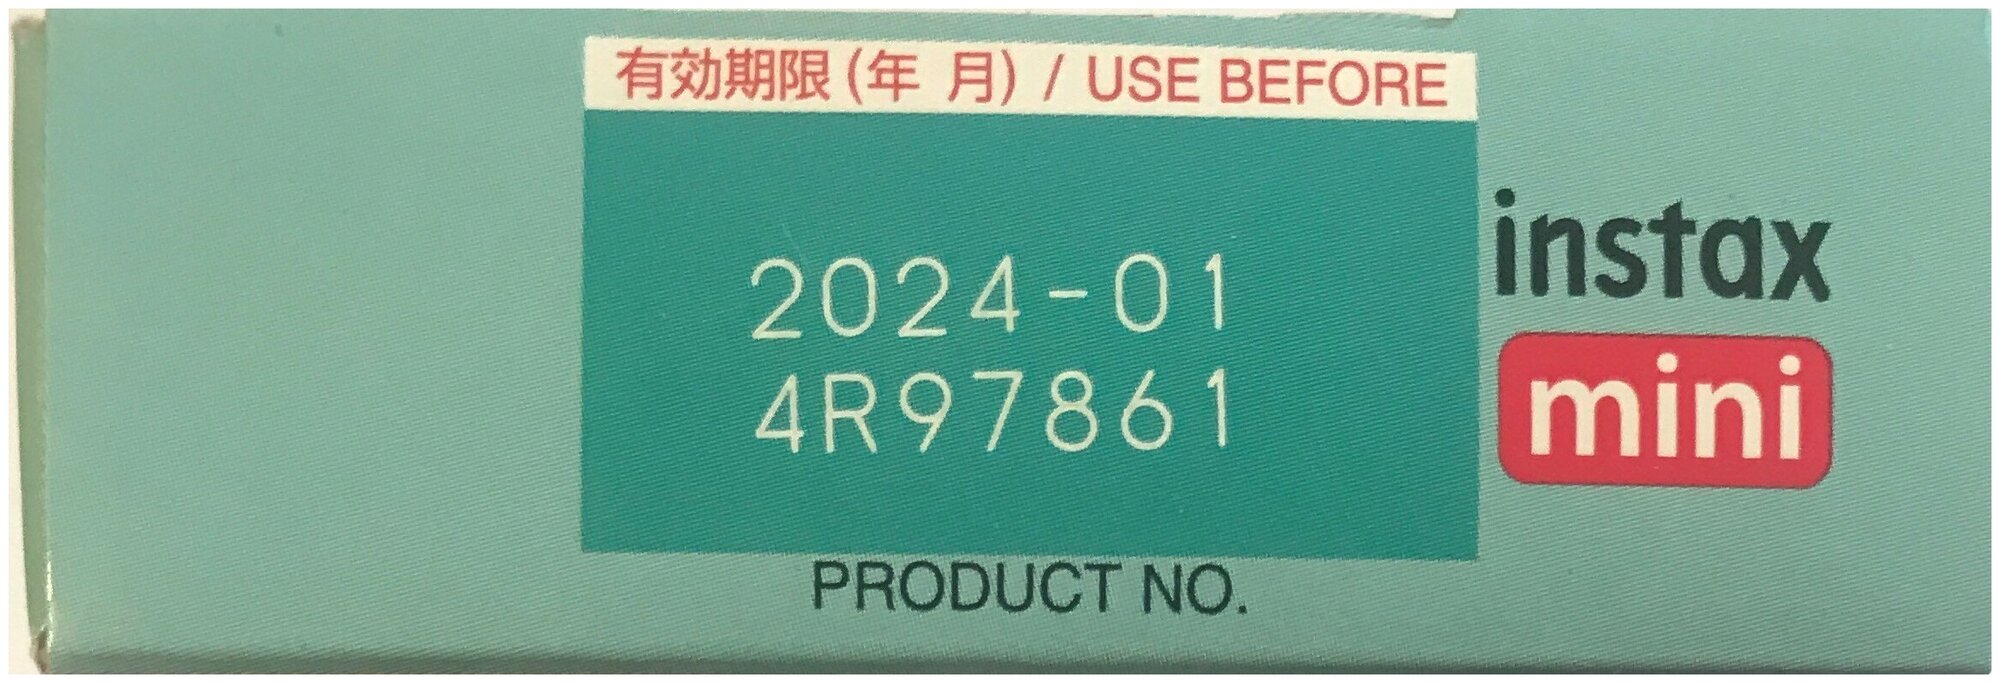 有効期限(年 月) / USE BEFORE
2024-01
4R97861
PRODUCT NO.
instax
mini